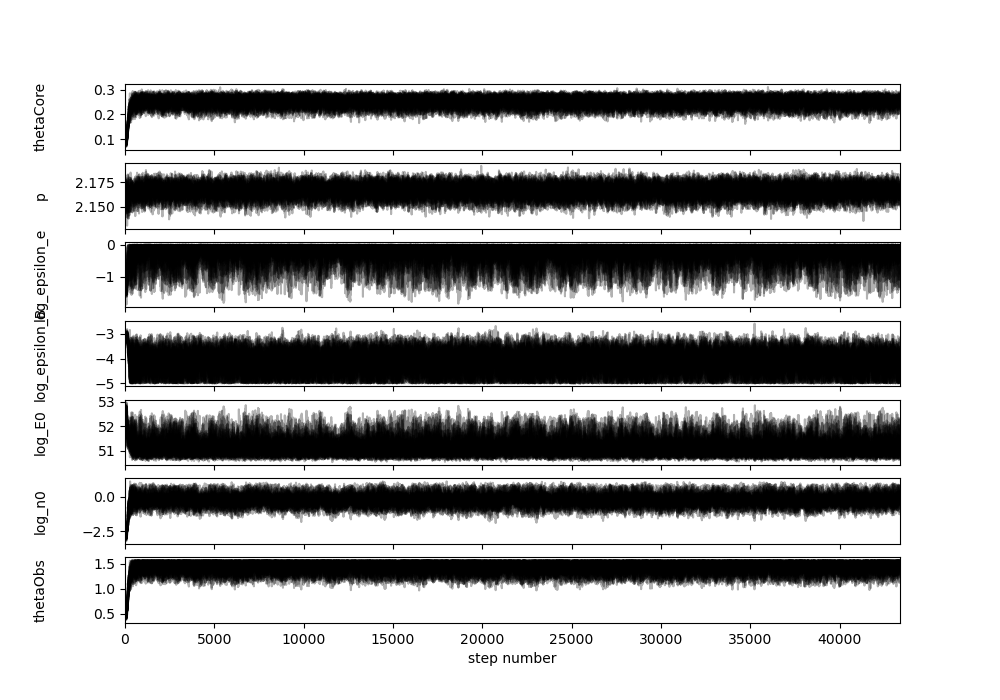 thetaCore
0.3
0.2
0.1
p
2.175
2.150
log_epsilon_e
0
−1
log_epsilon_B
−3
−4
−5
log_E0
53
52
51
log_n0
0.0
−2.5
thetaObs
1.5
1.0
0.5
0 5000 10000 15000 20000 25000 30000 35000 40000
step number